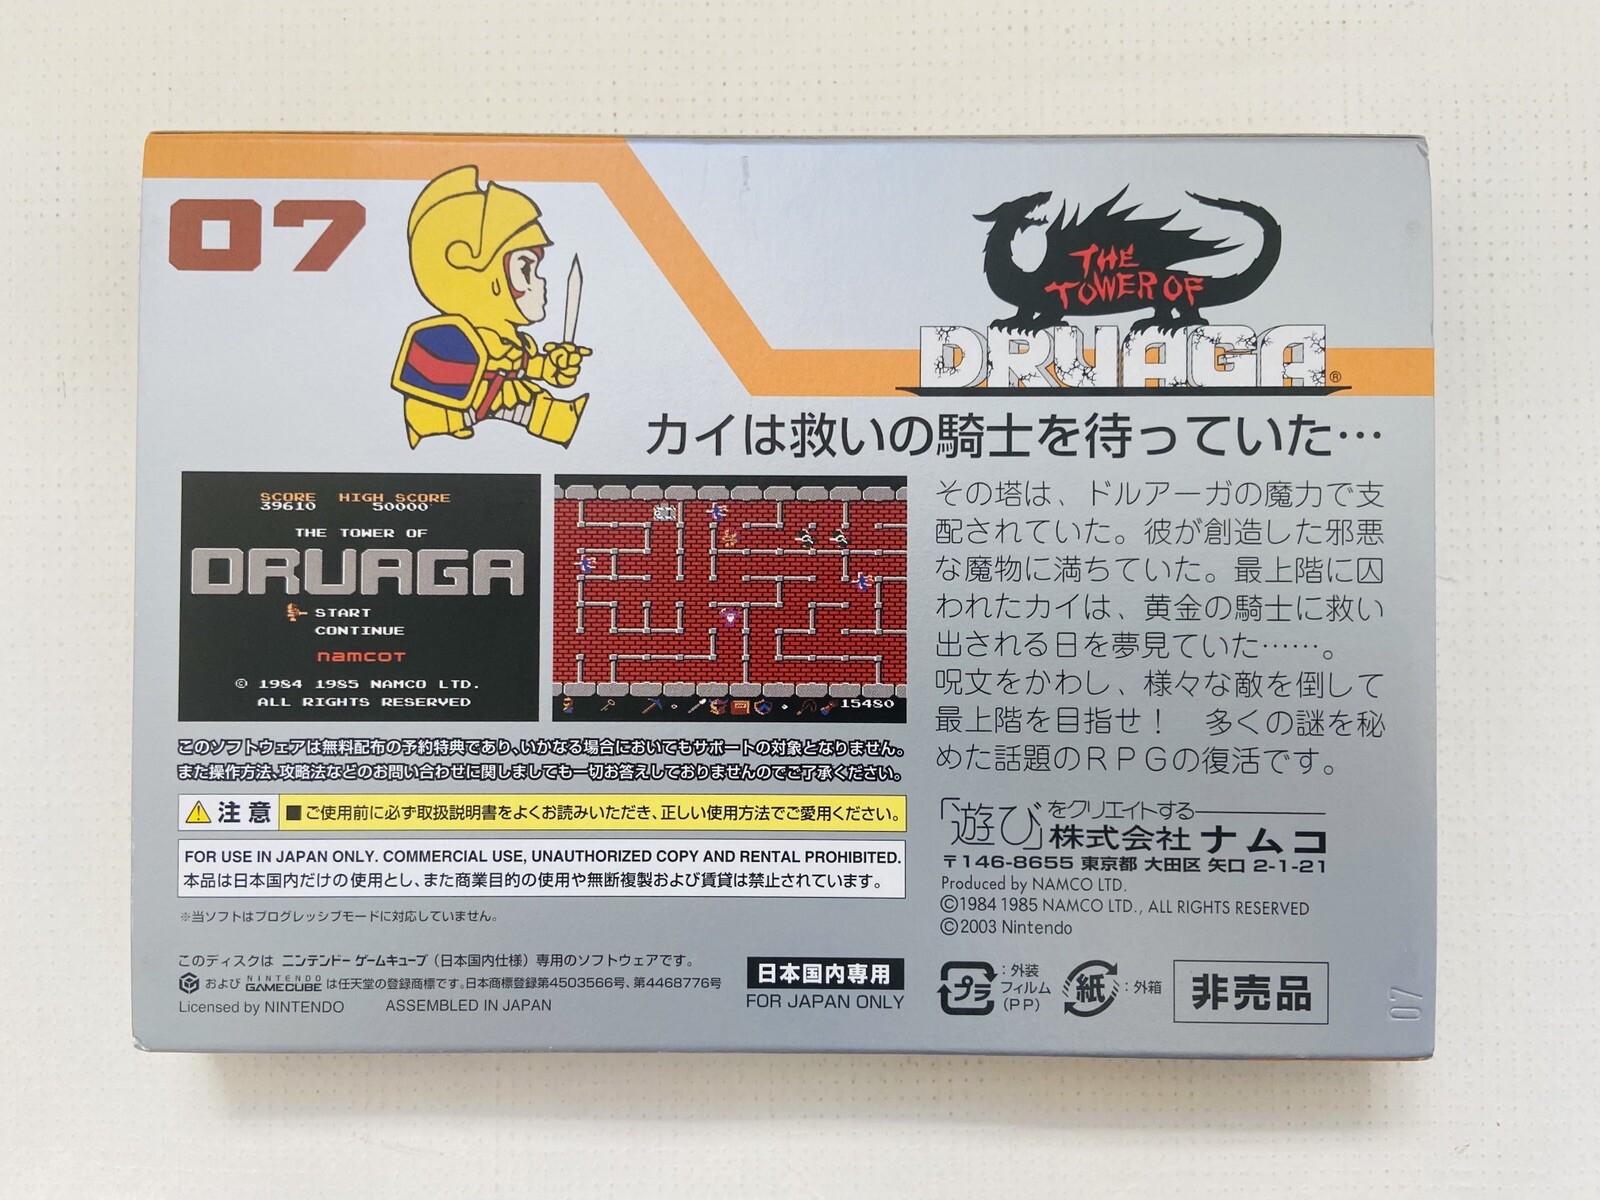 07
THE
TOWER OF
DRUAGA®
カイは救いの騎士を待っていた…
SCORE HIGH SCORE
39610 50000
THE TOWER OF
DRUAGA
START
CONTINUE
namcot
© 1984 1985 NAMCO LTD.
ALL RIGHTS RESERVED
15480
その塔は、ドルアーガの魔力で支
配されていた。彼が創造した邪悪
な魔物に満ちていた。最上階に囚
われたカイは、黄金の騎士に救い
出される日を夢見ていた……。
呪文をかわし、様々な敵を倒して
最上階を目指せ！　多くの謎を秘
めた話題のＲＰＧの復活です。
このソフトウェアは無料配布の予約特典であり、いかなる場合においてもサポートの対象となりません。
また操作方法、攻略法などのお問い合わせに関しましても一切お答えしておりませんのでご了承ください。
注意 ■ご使用前に必ず取扱説明書をよくお読みいただき、正しい使用方法でご愛用ください。
FOR USE IN JAPAN ONLY. COMMERCIAL USE, UNAUTHORIZED COPY AND RENTAL PROHIBITED.
本品は日本国内だけの使用とし、また商業目的の使用や無断複製および賃貸は禁止されています。
※当ソフトはプログレッシブモードに対応していません。
「遊び」をクリエイトする
株式会社ナムコ
〒146-8655 東京都 大田区 矢口 2-1-21
Produced by NAMCO LTD.
©1984 1985 NAMCO LTD., ALL RIGHTS RESERVED
©2003 Nintendo
このディスクは ニンテンドーゲームキューブ（日本国内仕様）専用のソフトウェアです。
および NINTENDO GAMECUBE は任天堂の登録商標です。日本商標登録第4503566号、第4468776号
Licensed by NINTENDO ASSEMBLED IN JAPAN
日本国内専用
FOR JAPAN ONLY
プラ：外装フィルム（PP）
紙：外箱
非売品
07